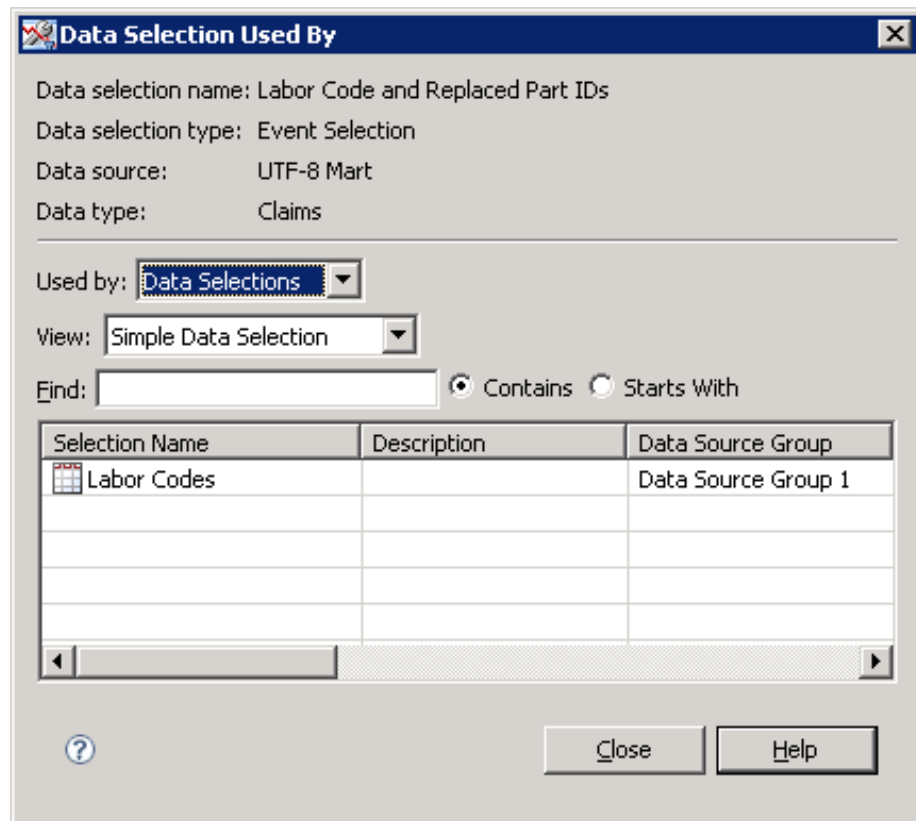 Data Selection Used By
Data selection name: Labor Code and Replaced Part IDs
Data selection type: Event Selection
Data source: UTF-8 Mart
Data type: Claims
Used by: Data Selections
View: Simple Data Selection
Find: Contains Starts With
Selection Name Description Data Source Group
Labor Codes Data Source Group 1
? Close Help